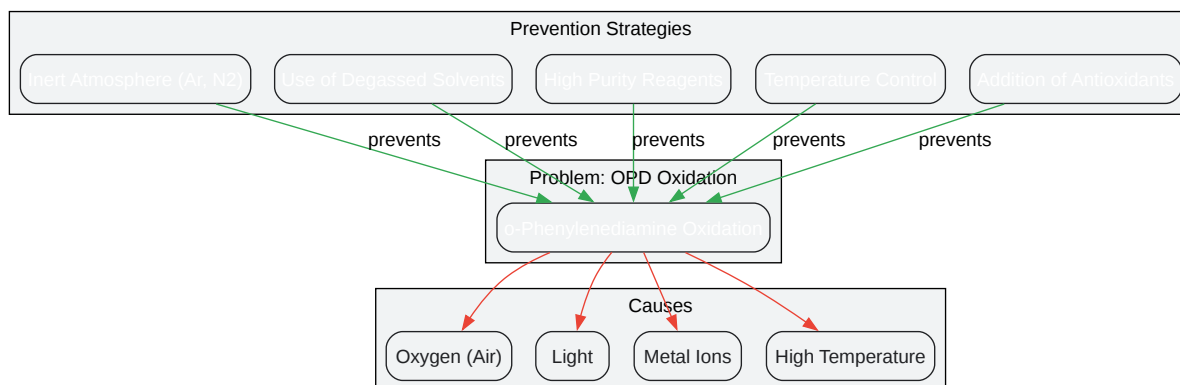 Prevention Strategies
Inert Atmosphere (Ar, N2)
Use of Degassed Solvents
High Purity Reagents
Temperature Control
Addition of Antioxidants
prevents
prevents
prevents
prevents
prevents
Problem: OPD Oxidation
o-Phenylenediamine Oxidation
Causes
Oxygen (Air)
Light
Metal Ions
High Temperature